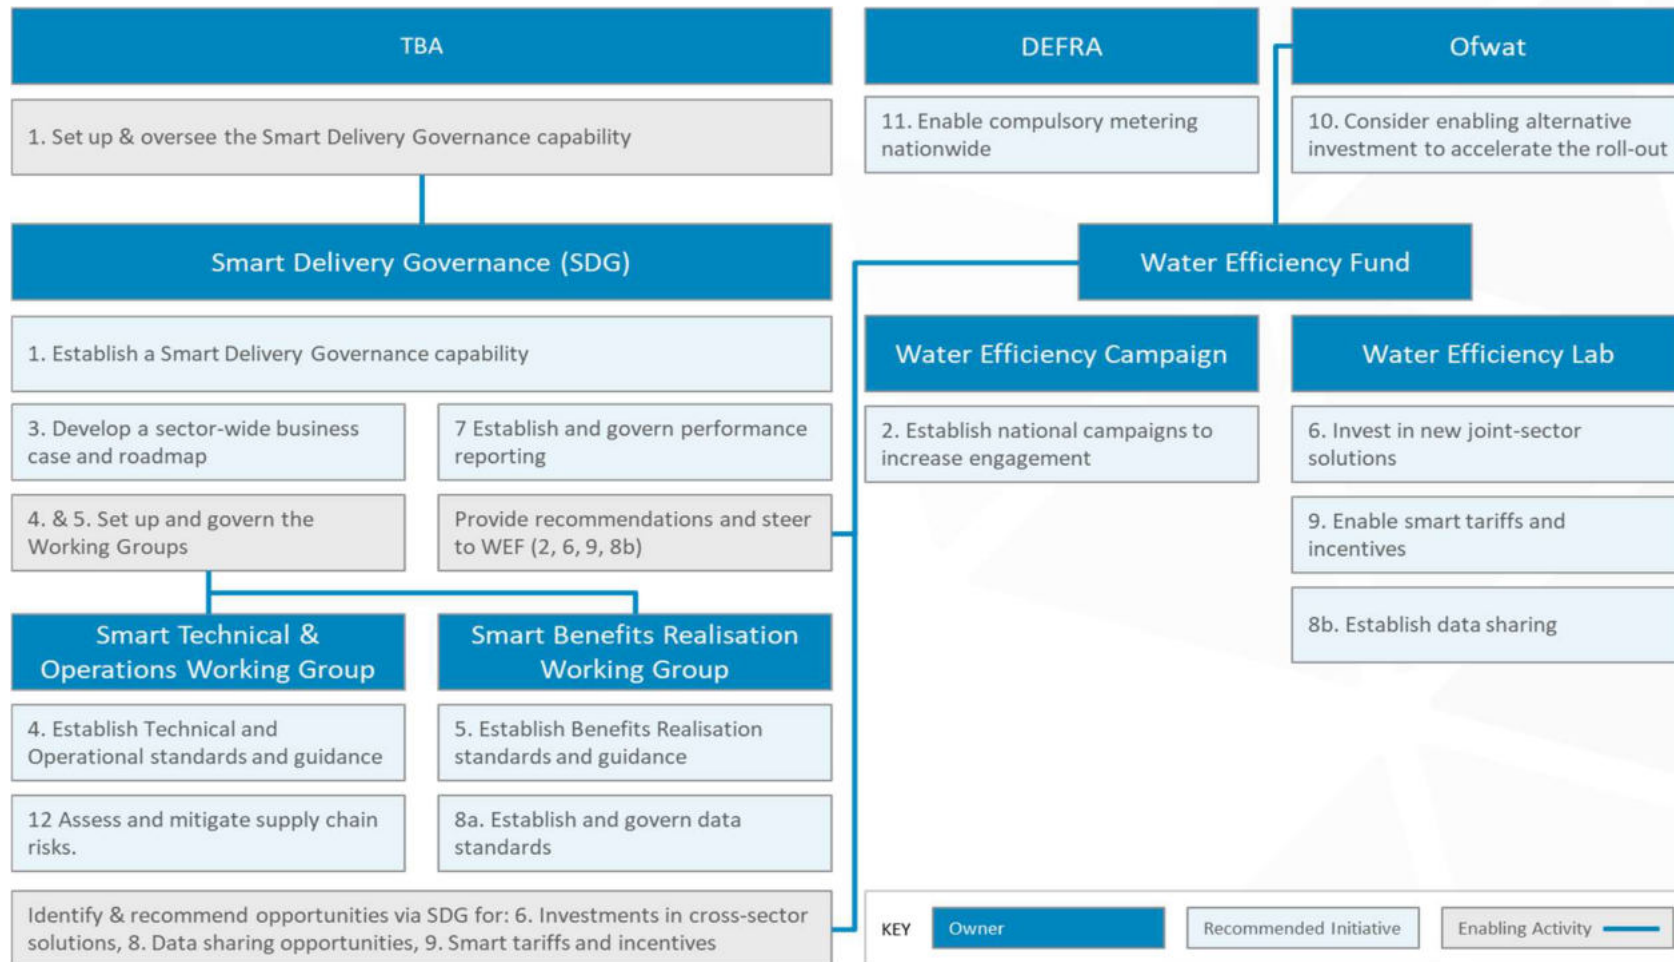 TBA
1. Set up & oversee the Smart Delivery Governance capability
Smart Delivery Governance (SDG)
1. Establish a Smart Delivery Governance capability
3. Develop a sector-wide business
case and roadmap
7 Establish and govern performance
reporting
4. & 5. Set up and govern the
Working Groups
Provide recommendations and steer
to WEF (2, 6, 9, 8b)
Smart Technical &
Operations Working Group
Smart Benefits Realisation
Working Group
4. Establish Technical and
Operational standards and guidance
5. Establish Benefits Realisation
standards and guidance
12 Assess and mitigate supply chain
risks.
8a. Establish and govern data
standards
Identify & recommend opportunities via SDG for: 6. Investments in cross-sector
solutions, 8. Data sharing opportunities, 9. Smart tariffs and incentives
DEFRA
11. Enable compulsory metering
nationwide
Ofwat
10. Consider enabling alternative
investment to accelerate the roll-out
Water Efficiency Fund
Water Efficiency Campaign
2. Establish national campaigns to
increase engagement
Water Efficiency Lab
6. Invest in new joint-sector
solutions
9. Enable smart tariffs and
incentives
8b. Establish data sharing
KEY
Owner
Recommended Initiative
Enabling Activity